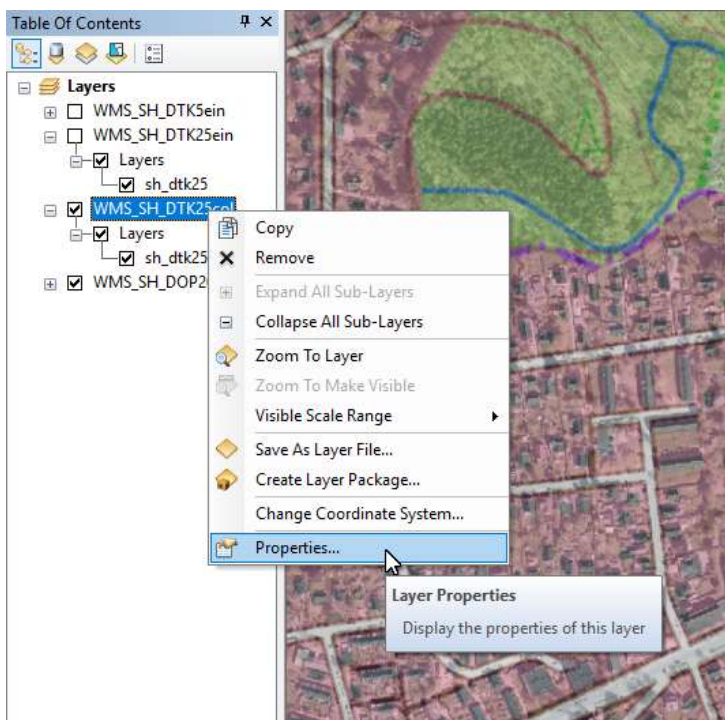 Table Of Contents
Layers
WMS_SH_DTK5ein
WMS_SH_DTK25ein
Layers
sh_dtk25
WMS_SH_DTK25col
Layers
sh_dtk25
WMS_SH_DOP2
Copy
Remove
Expand All Sub-Layers
Collapse All Sub-Layers
Zoom To Layer
Zoom To Make Visible
Visible Scale Range
Save As Layer File...
Create Layer Package...
Change Coordinate System...
Properties...
Layer Properties
Display the properties of this layer